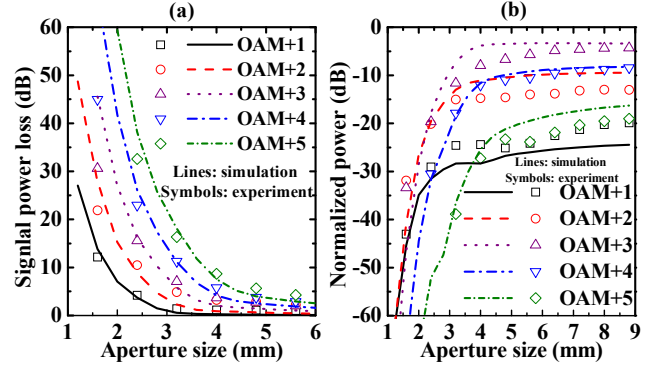 (a)
Signlal power loss (dB)
60
50
40
30
20
10
0
1 2 3 4 5 6
Aperture size (mm)
OAM+1
OAM+2
OAM+3
OAM+4
OAM+5
Lines: simulation
Symbols: experiment
(b)
Normalized power (dB)
0
-10
-20
-30
-40
-50
-60
1 2 3 4 5 6 7 8 9
Aperture size (mm)
Lines: simulation
Symbols: experiment
OAM+1
OAM+2
OAM+3
OAM+4
OAM+5